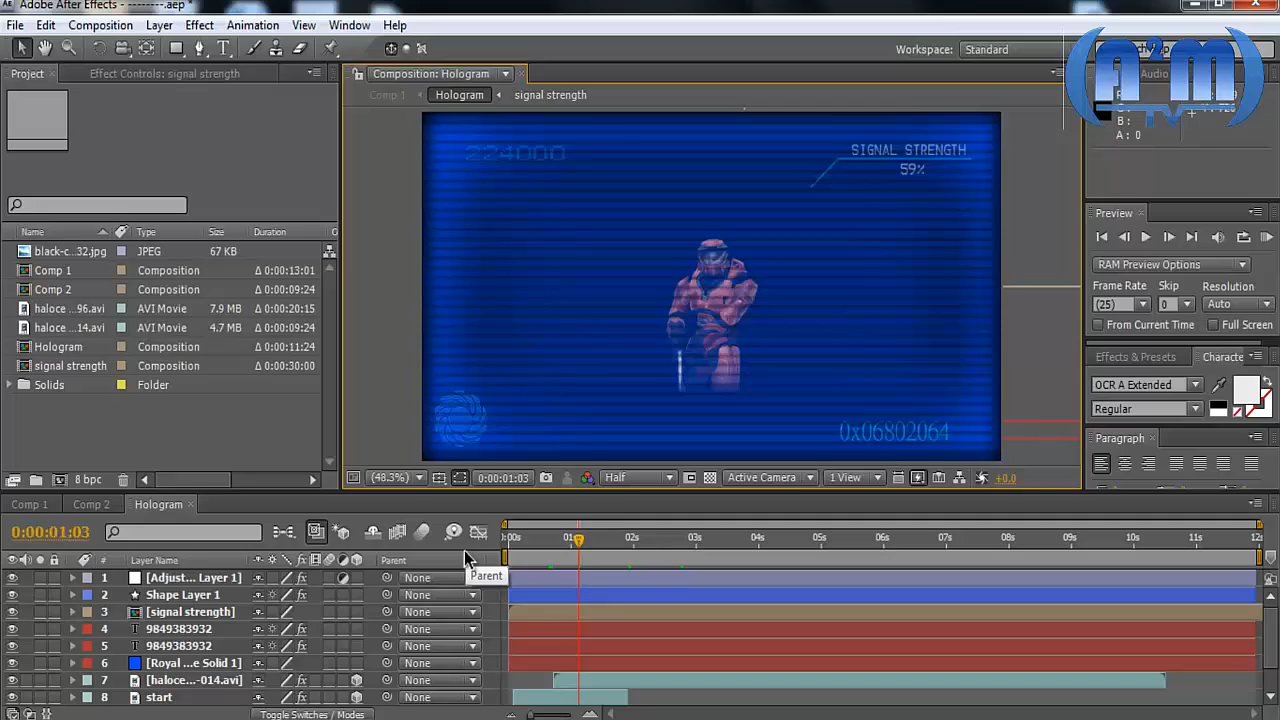 Adobe After Effects - --------.aep *
File Edit Composition Layer Effect Animation View Window Help
Workspace: Standard
Project Effect Controls: signal strength
Composition: Hologram
Audio
n²m
TV
Comp 1 Hologram signal strength
B :
A : 0
224000
SIGNAL STRENGTH
59%
0x06802064
Name Type Size Duration
black-c...32.jpg JPEG 67 KB
Comp 1 Composition Δ 0:00:13:01
Comp 2 Composition Δ 0:00:09:24
haloce ...96.avi AVI Movie 7.9 MB Δ 0:00:20:15
haloce ...14.avi AVI Movie 4.7 MB Δ 0:00:09:24
Hologram Composition Δ 0:00:11:24
signal strength Composition Δ 0:00:30:00
Solids Folder
8 bpc
(48.3%) 0:00:01:03 Half Active Camera 1 View +0.0
Preview
RAM Preview Options
Frame Rate Skip Resolution
(25) 0 Auto
From Current Time Full Screen
Effects & Presets Characte
OCR A Extended
Regular
Paragraph
Comp 1 Comp 2 Hologram
0:00:01:03
0:00s 01s 02s 03s 04s 05s 06s 07s 08s 09s 10s 11s 12s
# Layer Name Parent
1 [Adjust... Layer 1] None
Parent
2 Shape Layer 1 None
3 [signal strength] None
4 T 9849383932 None
5 T 9849383932 None
6 [Royal ...e Solid 1] None
7 [haloce...-014.avi] None
8 start None
Toggle Switches / Modes